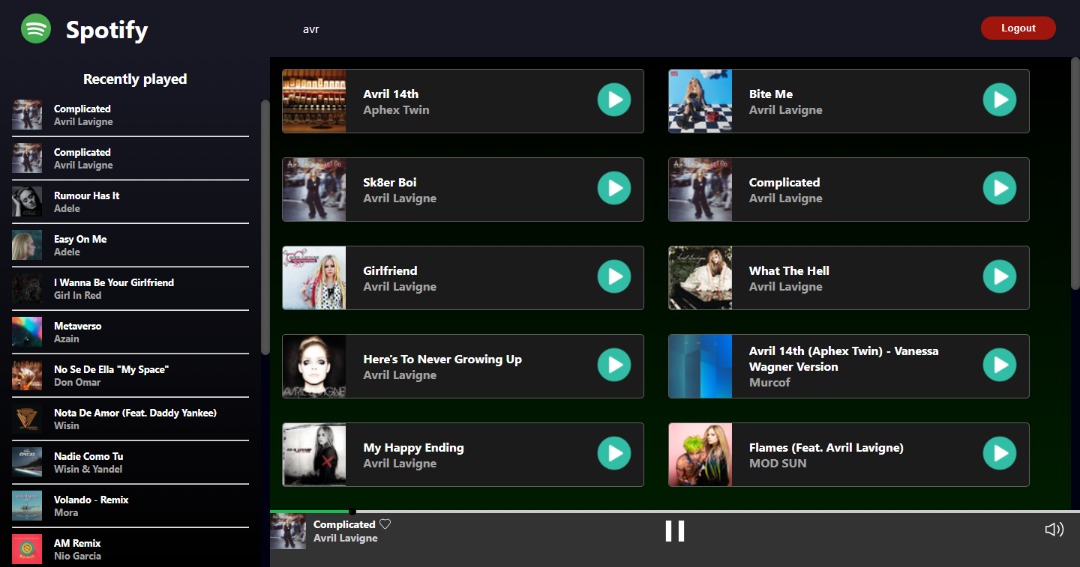 Spotify
avr
Logout
Recently played
Complicated
Avril Lavigne
Complicated
Avril Lavigne
Rumour Has It
Adele
Easy On Me
Adele
I Wanna Be Your Girlfriend
Girl In Red
Metaverso
Azain
No Se De Ella "My Space"
Don Omar
Nota De Amor (Feat. Daddy Yankee)
Wisin
Nadie Como Tu
Wisin & Yandel
Volando - Remix
Mora
AM Remix
Nio Garcia
Avril 14th
Aphex Twin
Bite Me
Avril Lavigne
Sk8er Boi
Avril Lavigne
Complicated
Avril Lavigne
Girlfriend
Avril Lavigne
What The Hell
Avril Lavigne
Here's To Never Growing Up
Avril Lavigne
Avril 14th (Aphex Twin) - Vanessa
Wagner Version
Murcof
My Happy Ending
Avril Lavigne
Flames (Feat. Avril Lavigne)
MOD SUN
Complicated
Avril Lavigne